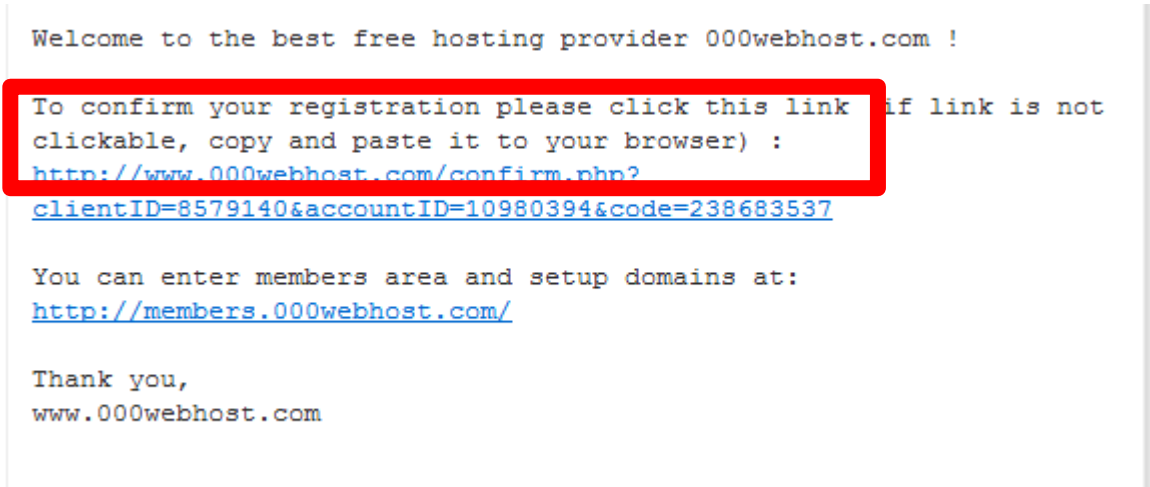 Welcome to the best free hosting provider 000webhost.com !
To confirm your registration please click this link if link is not
clickable, copy and paste it to your browser) :
http://www.000webhost.com/confirm.php?
clientID=8579140&accountID=10980394&code=238683537
You can enter members area and setup domains at:
http://members.000webhost.com/
Thank you,
www.000webhost.com